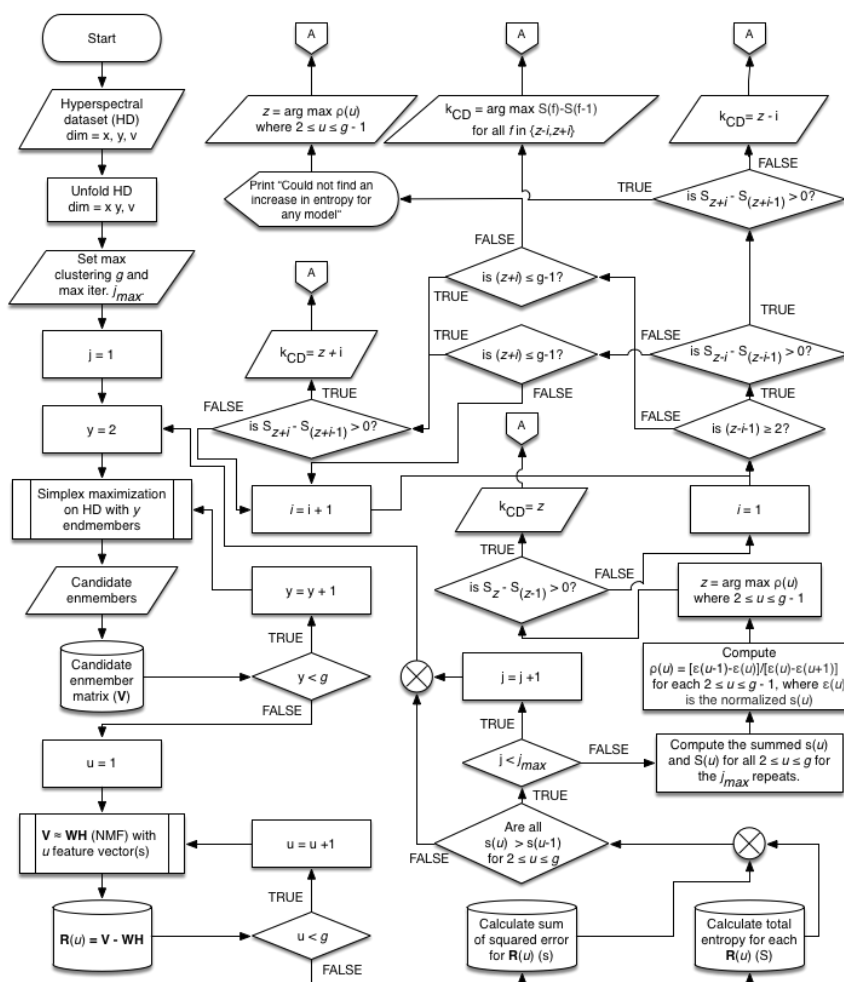 Start
Hyperspectral
dataset (HD)
dim = x, y, v
Unfold HD
dim = x y, v
Set max
clustering g and
max iter. jmax.
j = 1
y = 2
Simplex maximization
on HD with y
endmembers
Candidate
enmembers
Candidate
enmember
matrix (V)
y < g
TRUE
FALSE
y = y + 1
u = 1
V ≈ WH (NMF) with
u feature vector(s)
R(u) = V - WH
u < g
TRUE
FALSE
u = u +1
Calculate sum
of squared error
for R(u) (s)
Calculate total
entropy for each
R(u) (S)
Are all
s(u) > s(u-1)
for 2 ≤ u ≤ g
FALSE
TRUE
j < jmax
TRUE
FALSE
j = j +1
Compute the summed s(u)
and S(u) for all 2 ≤ u ≤ g for
the jmax repeats.
Compute
ρ(u) = [ε(u-1)-ε(u)]/[ε(u)-ε(u+1)]
for each 2 ≤ u ≤ g - 1, where ε(u)
is the normalized s(u)
z = arg max ρ(u)
where 2 ≤ u ≤ g - 1
is Sz - S(z-1) > 0?
TRUE
FALSE
kCD = z
A
i = 1
is (z-i-1) ≥ 2?
TRUE
FALSE
is Sz-i - S(z-i-1) > 0?
TRUE
FALSE
is Sz+i - S(z+i-1) > 0?
TRUE
FALSE
kCD = z - i
A
kCD = arg max S(f)-S(f-1)
for all f in {z-i,z+i}
A
is (z+i) ≤ g-1?
FALSE
TRUE
is (z+i) ≤ g-1?
TRUE
FALSE
Print “Could not find an
increase in entropy for
any model”
z = arg max ρ(u)
where 2 ≤ u ≤ g - 1
A
is Sz+i - S(z+i-1) > 0?
TRUE
FALSE
kCD = z + i
A
i = i + 1